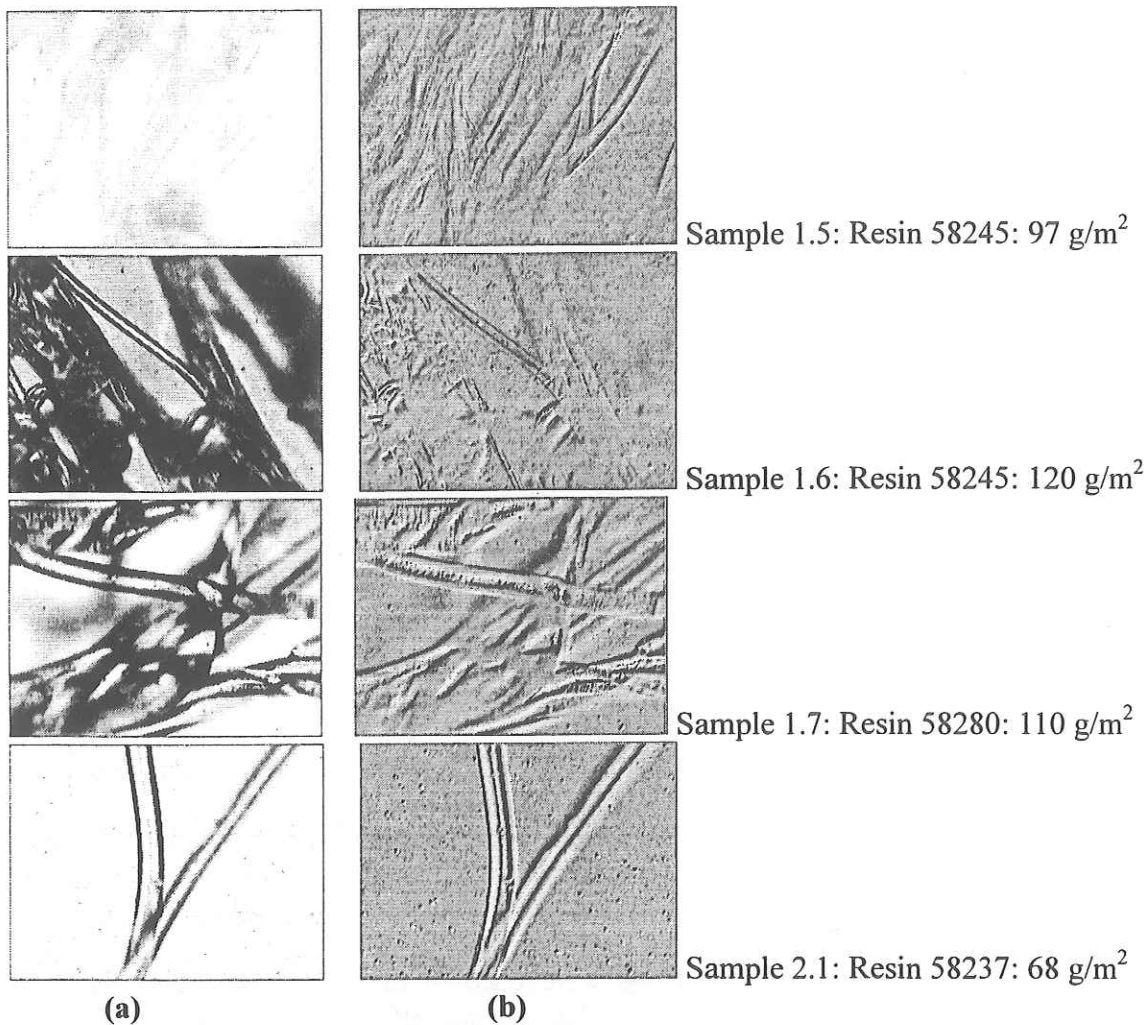 Sample 1.5: Resin 58245: 97 g/m²
Sample 1.6: Resin 58245: 120 g/m²
Sample 1.7: Resin 58280: 110 g/m²
Sample 2.1: Resin 58237: 68 g/m²
(a) (b)